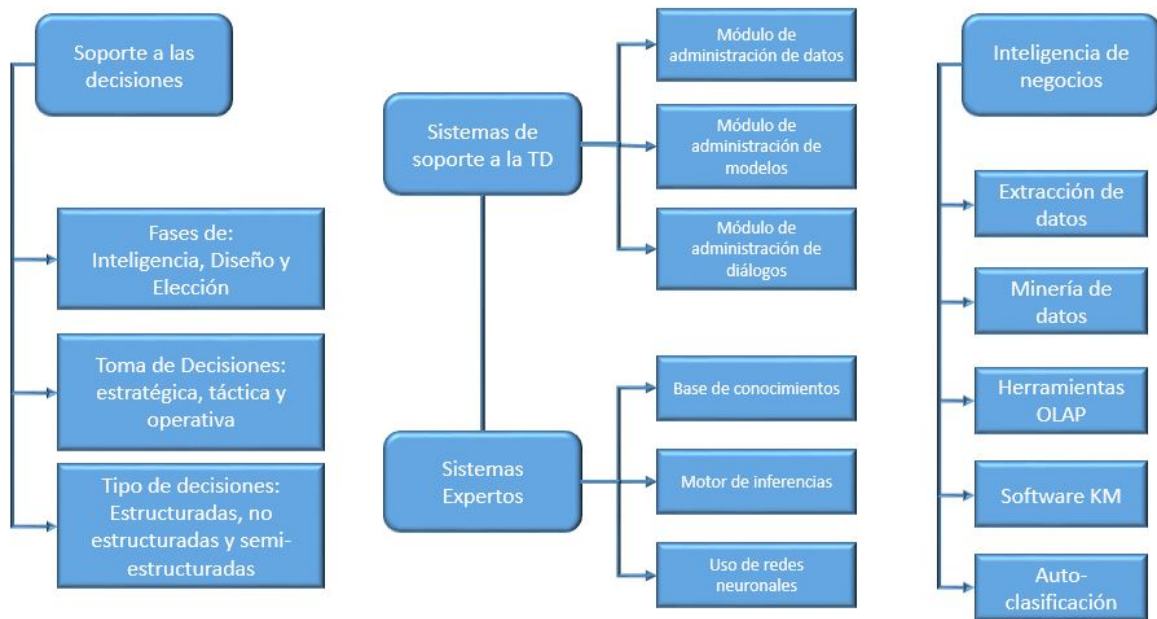 Soporte a las
decisiones
Fases de:
Inteligencia, Diseño y
Elección
Toma de Decisiones:
estratégica, táctica y
operativa
Tipo de decisiones:
Estructuradas, no
estructuradas y semi-
estructuradas
Sistemas de
soporte a la TD
Módulo de
administración de datos
Módulo de
administración de
modelos
Módulo de
administración de
diálogos
Sistemas
Expertos
Base de conocimientos
Motor de inferencias
Uso de redes
neuronales
Inteligencia de
negocios
Extracción de
datos
Minería de
datos
Herramientas
OLAP
Software KM
Auto-
clasificación